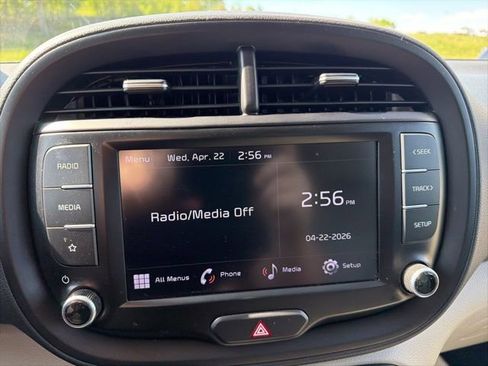 Menu Wed, Apr. 22 2:56 PM
RADIO
MEDIA
Radio/Media Off
2:56 PM
04-22-2026
All Menus
Phone
Media
Setup
< SEEK
TRACK >
SETUP